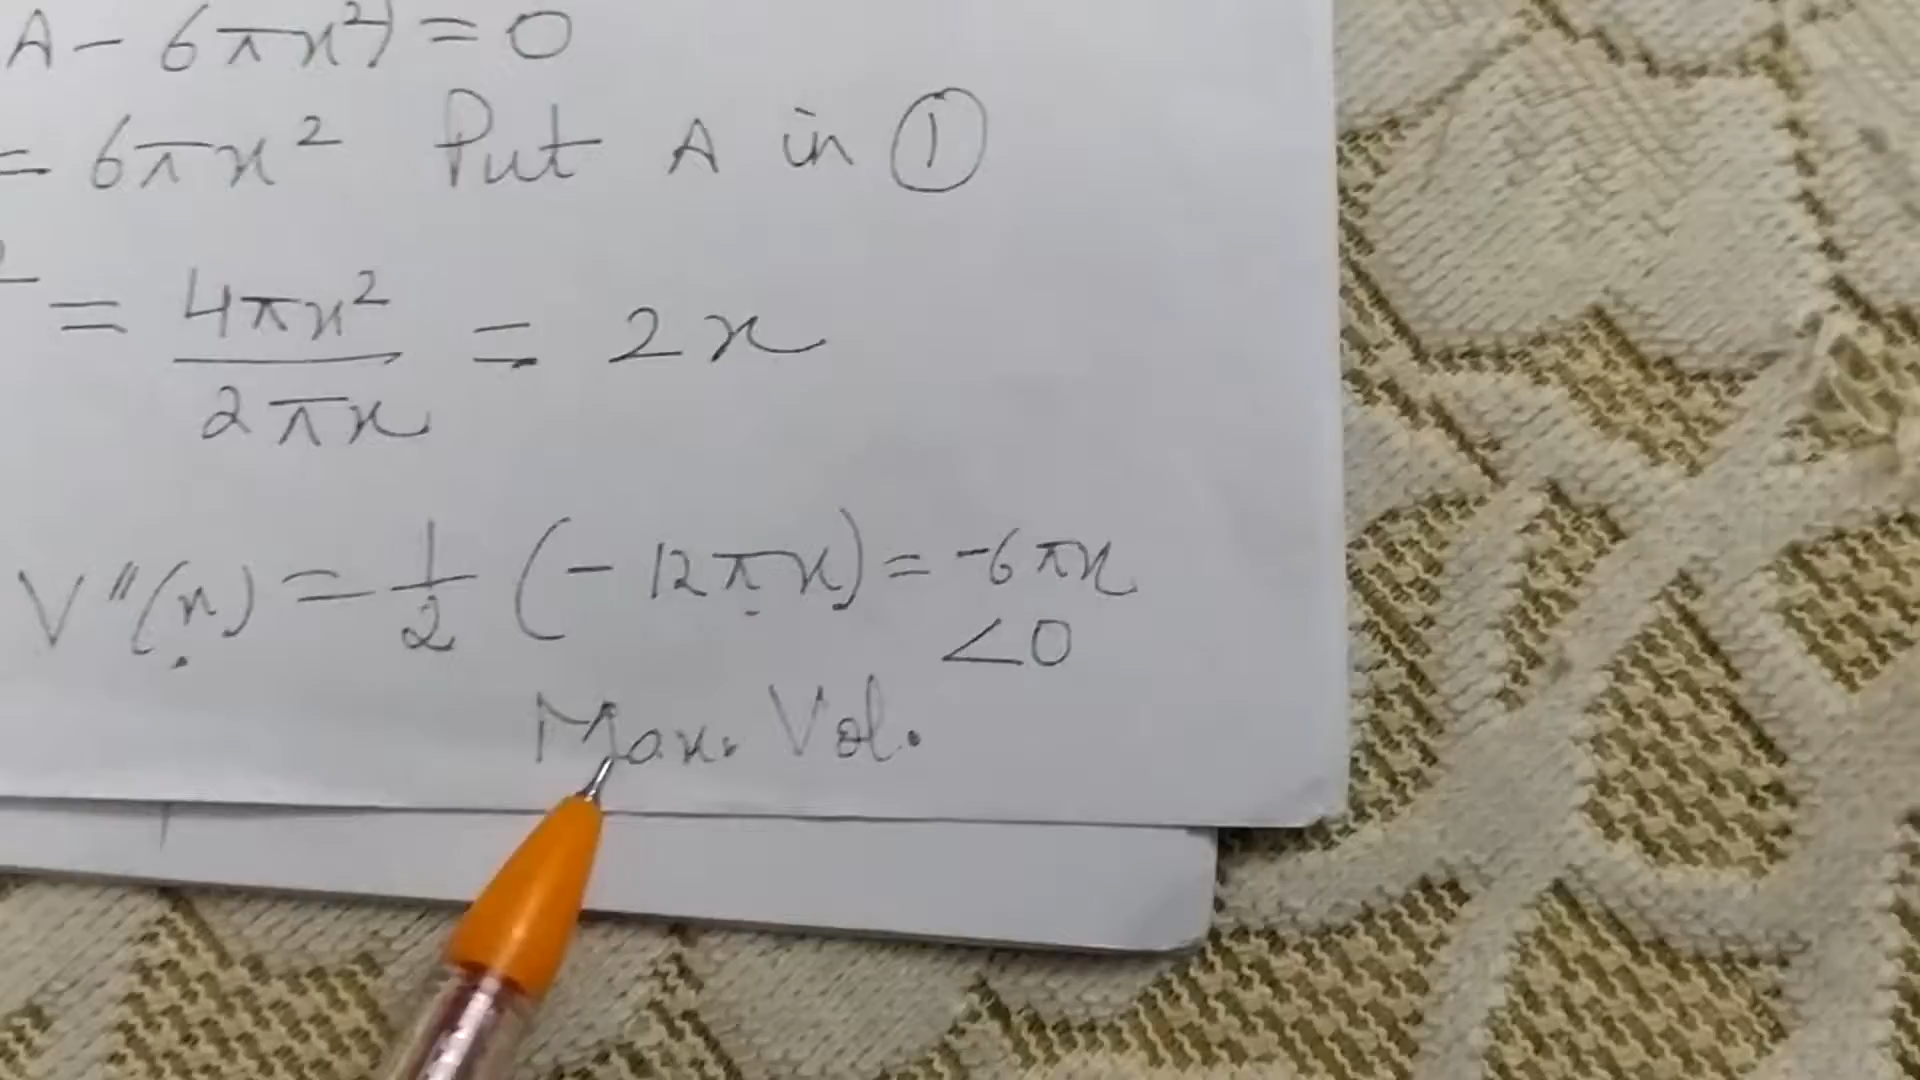 A - 6πx²) = 0
= 6πx² Put A in ①
= 4πx² / 2πx = 2x
V''(x) = 1/2 (-12πx) = -6πx
<0
Max. Vol.